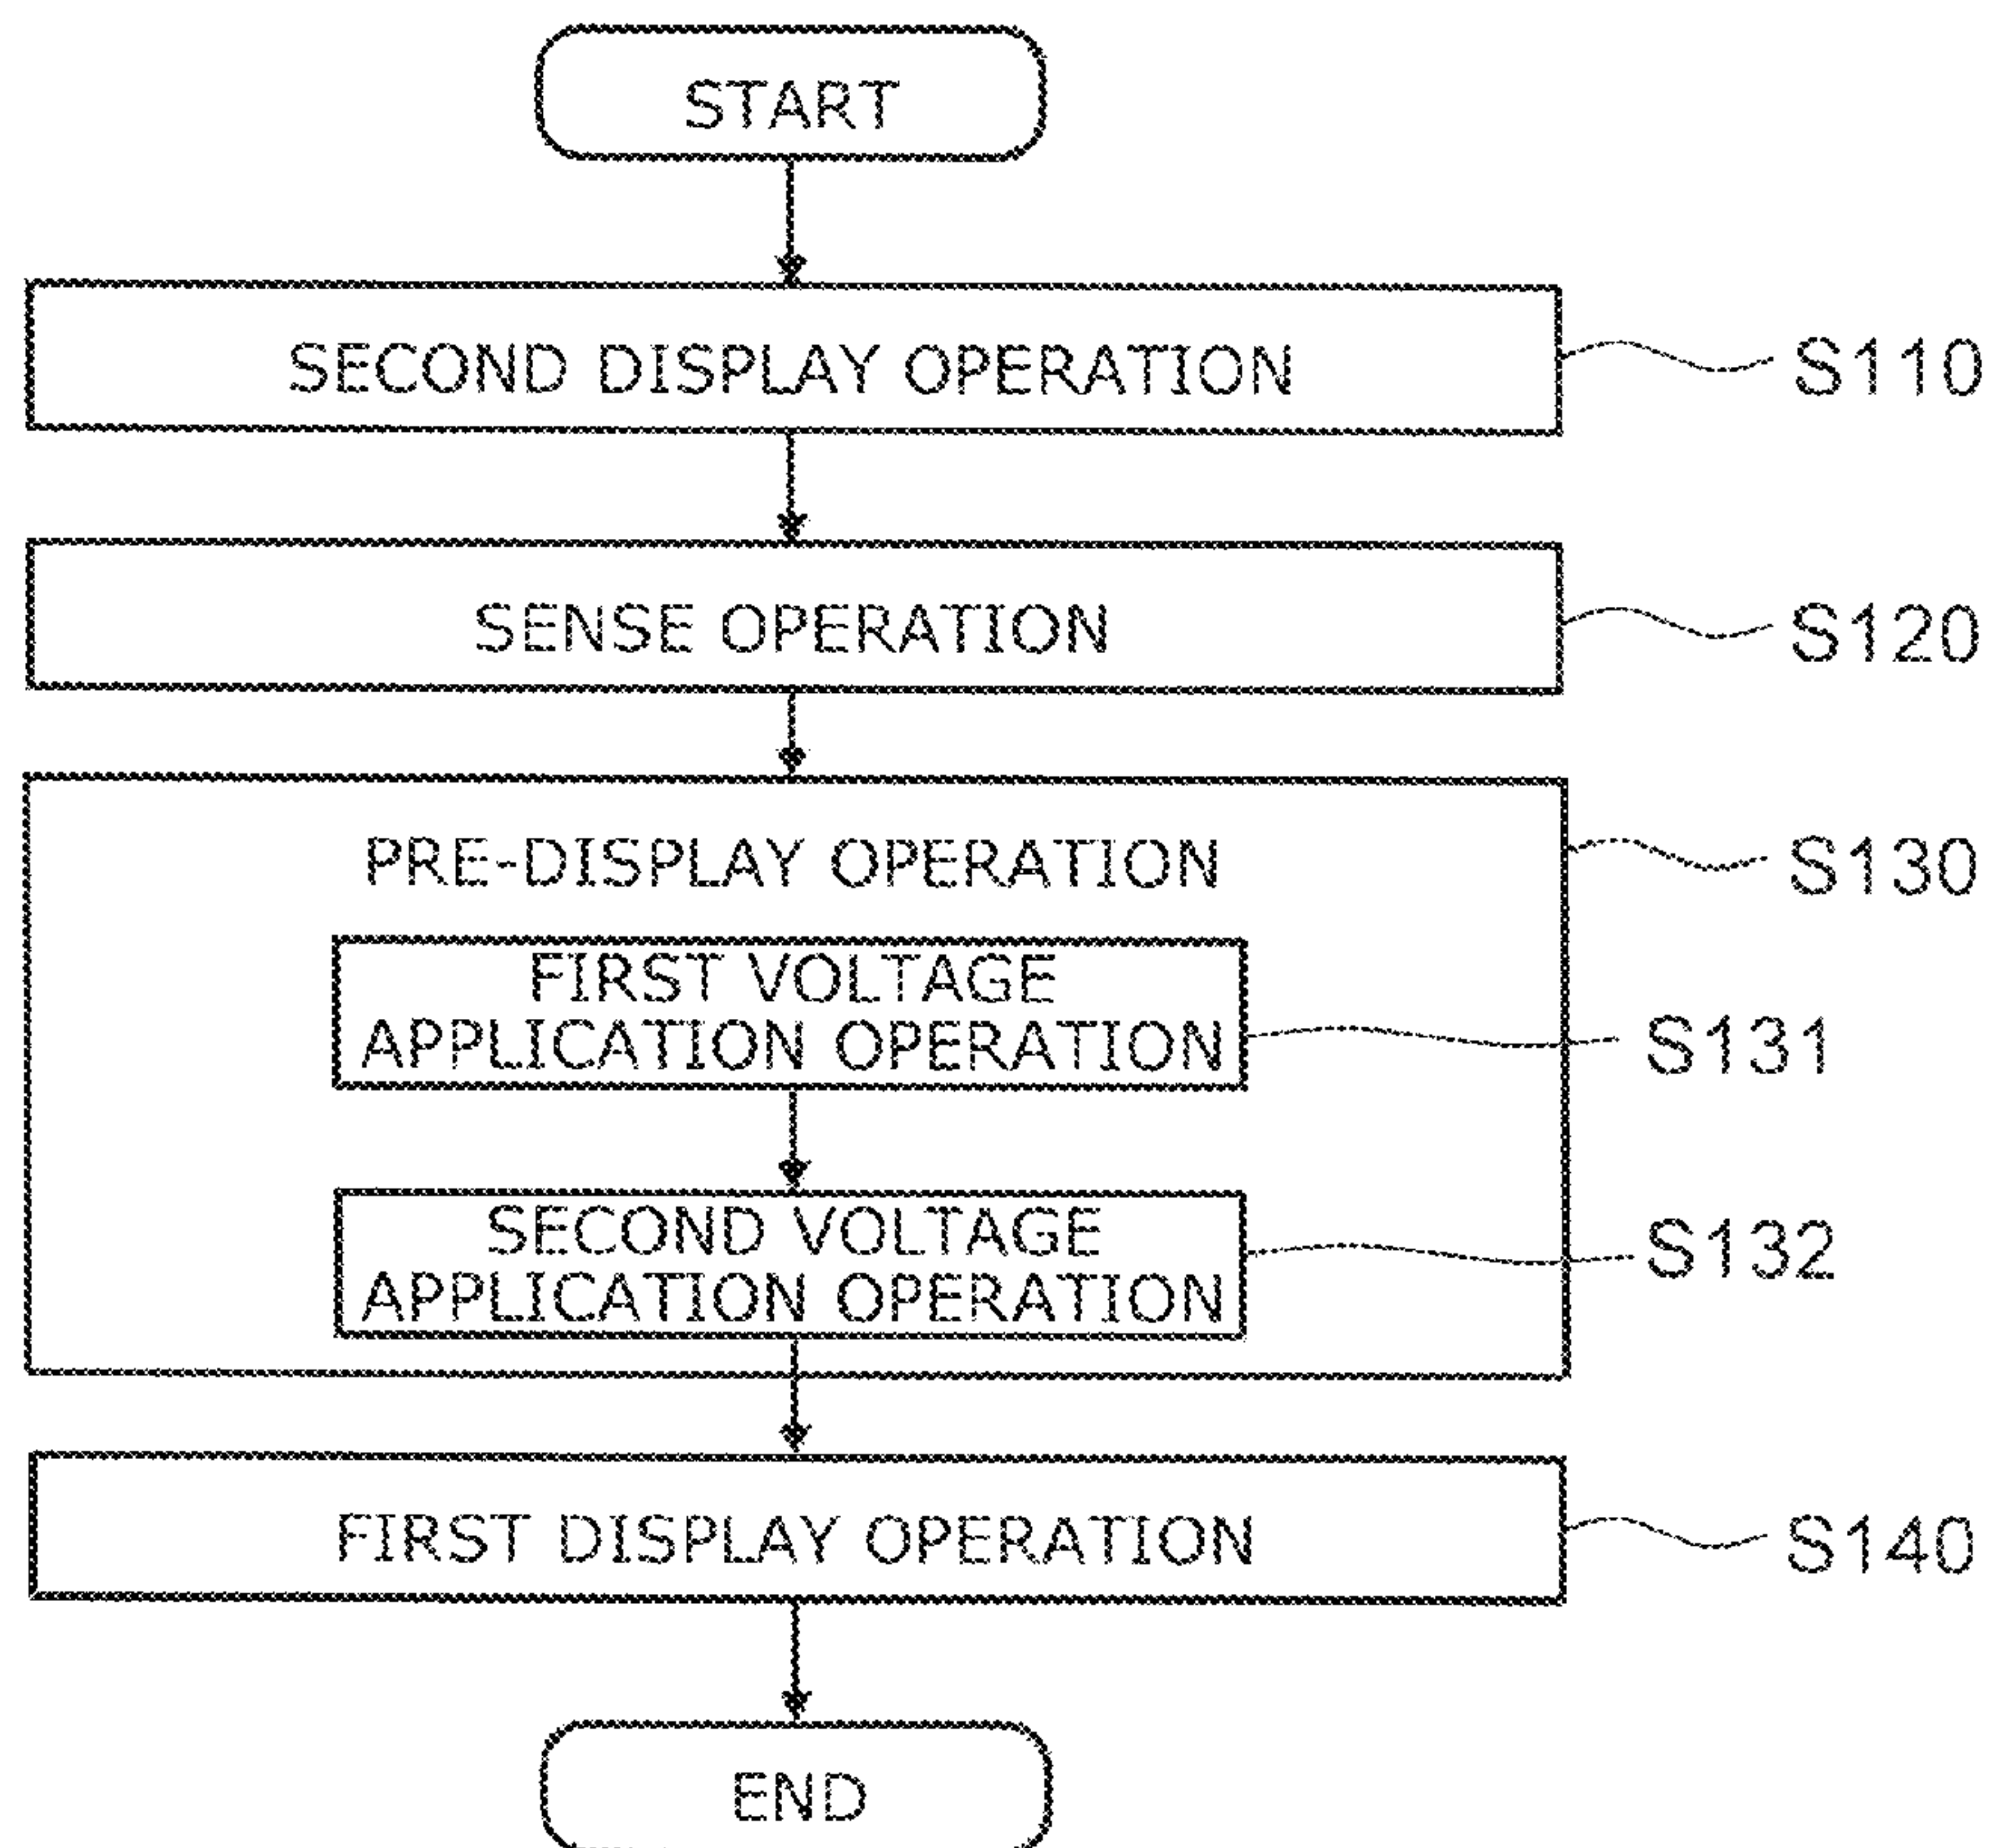 START
SECOND DISPLAY OPERATION
S110
SENSE OPERATION
S120
PRE-DISPLAY OPERATION
S130
FIRST VOLTAGE
APPLICATION OPERATION
S131
SECOND VOLTAGE
APPLICATION OPERATION
S132
FIRST DISPLAY OPERATION
S140
END